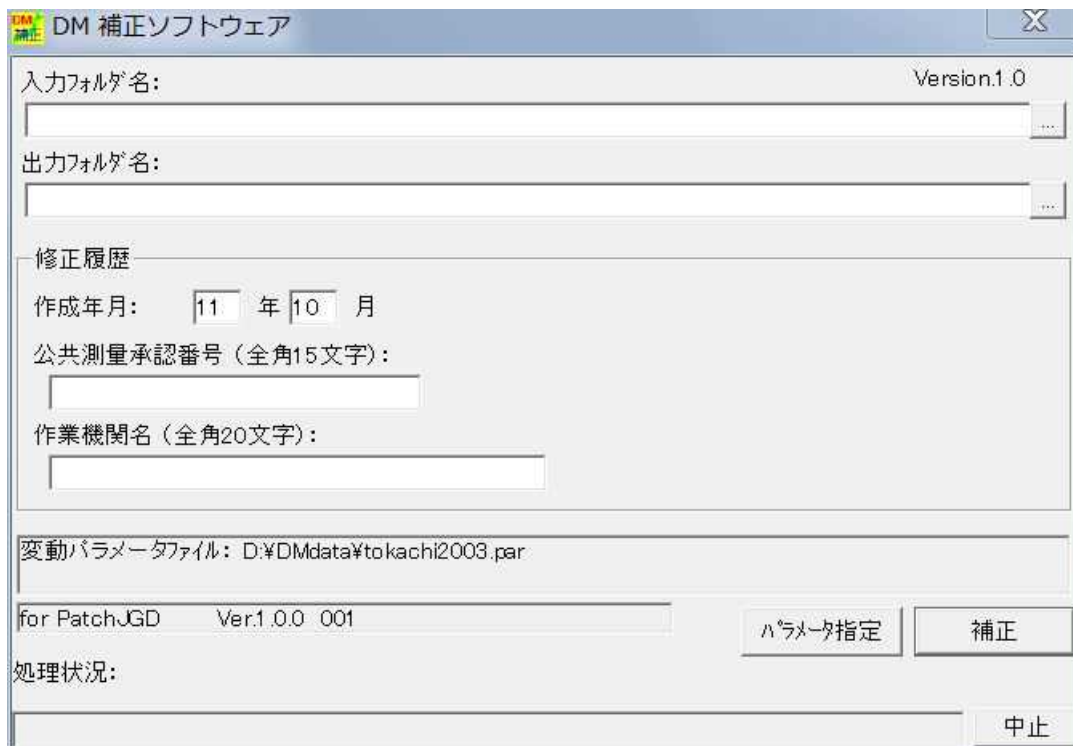 DM 補正 DM 補正ソフトウェア X
入力フォルダ名: Version.1.0
...
出力フォルダ名:
...
修正履歴
作成年月: 11 年 10 月
公共測量承認番号(全角15文字):
作業機関名(全角20文字):
変動パラメータファイル: D:¥DMdata¥tokachi2003.par
for PatchJGD Ver.1.0.0 001
パラメータ指定 補正
処理状況:
中止